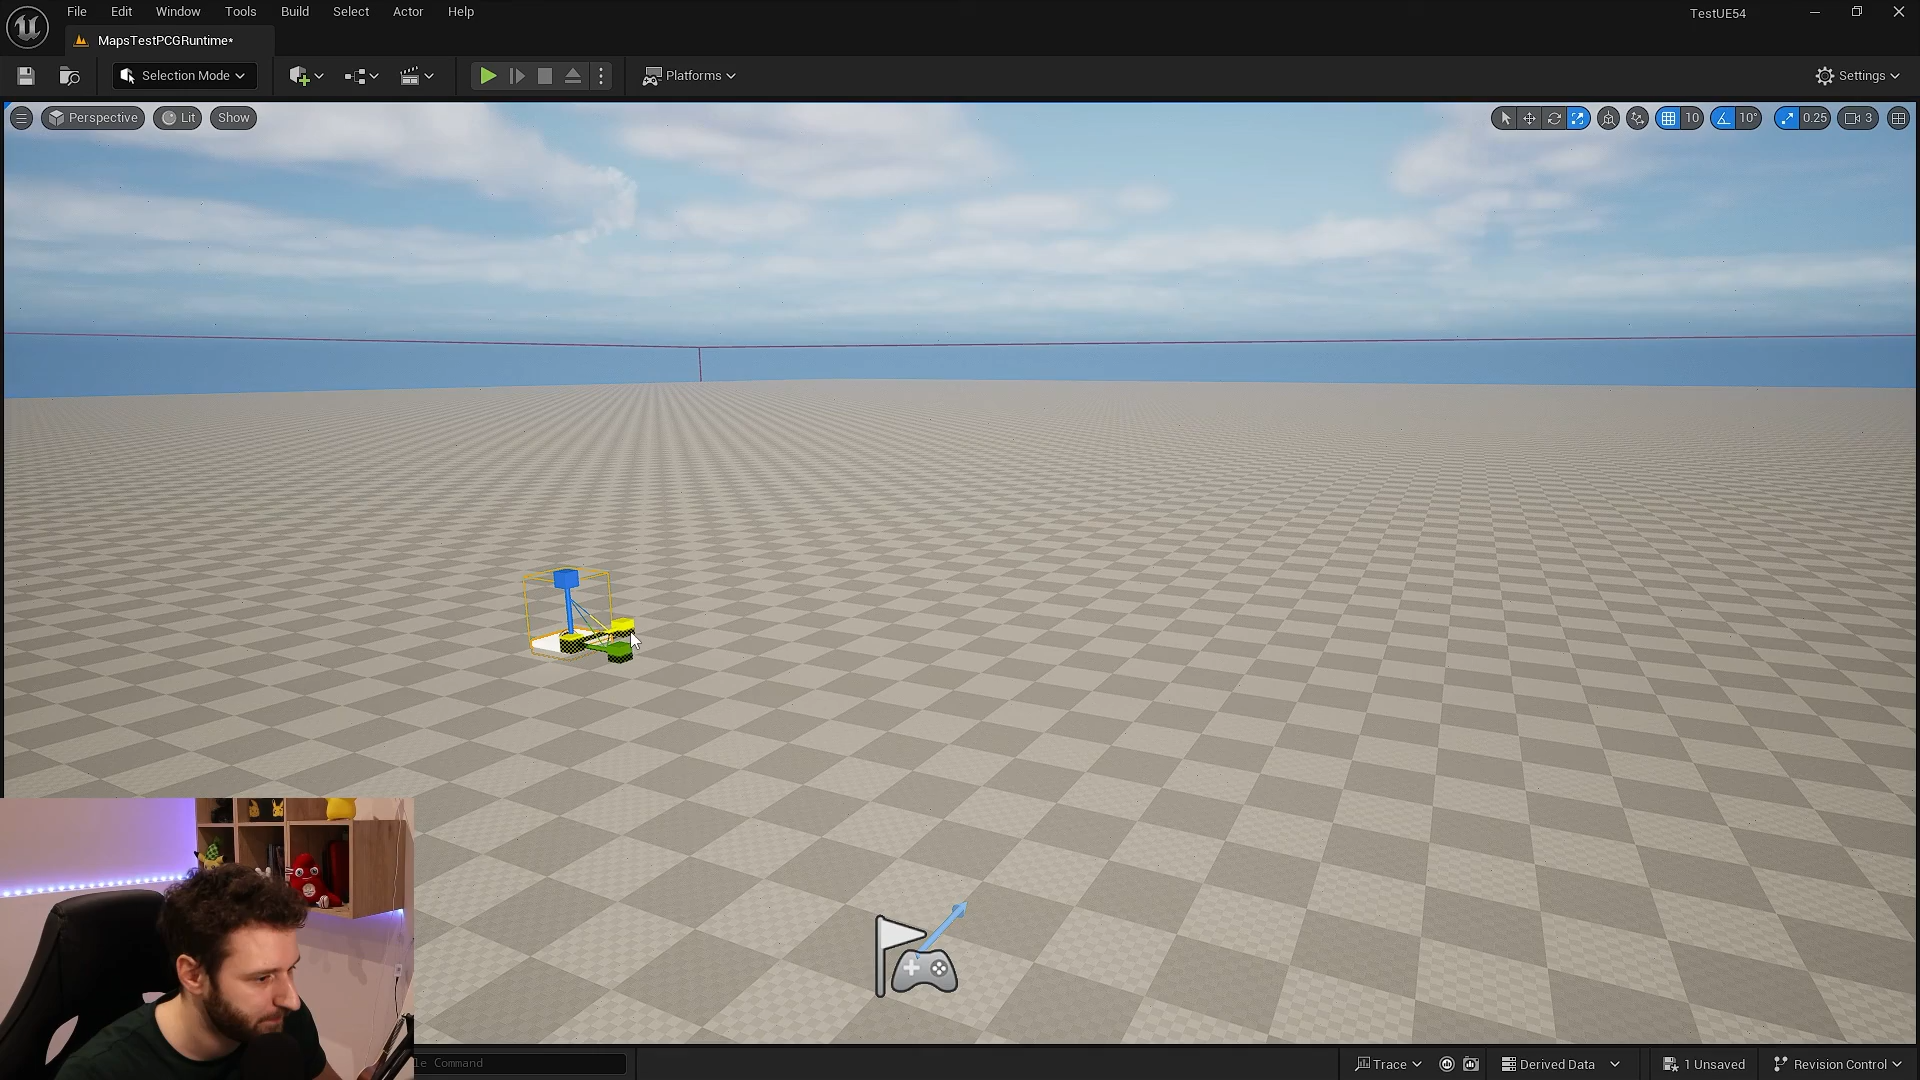 File Edit Window Tools Build Select Actor Help
TestUE54
MapsTestPCGRuntime*
Selection Mode
Platforms
Settings
Perspective Lit Show
10 10° 0.25 3
le Command
Trace
Derived Data
1 Unsaved
Revision Control